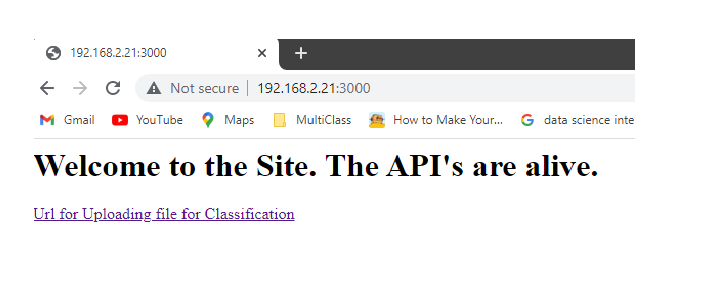 192.168.2.21:3000
Not secure | 192.168.2.21:3000
Gmail YouTube Maps MultiClass How to Make Your... data science inte
Welcome to the Site. The API's are alive.
Url for Uploading file for Classification